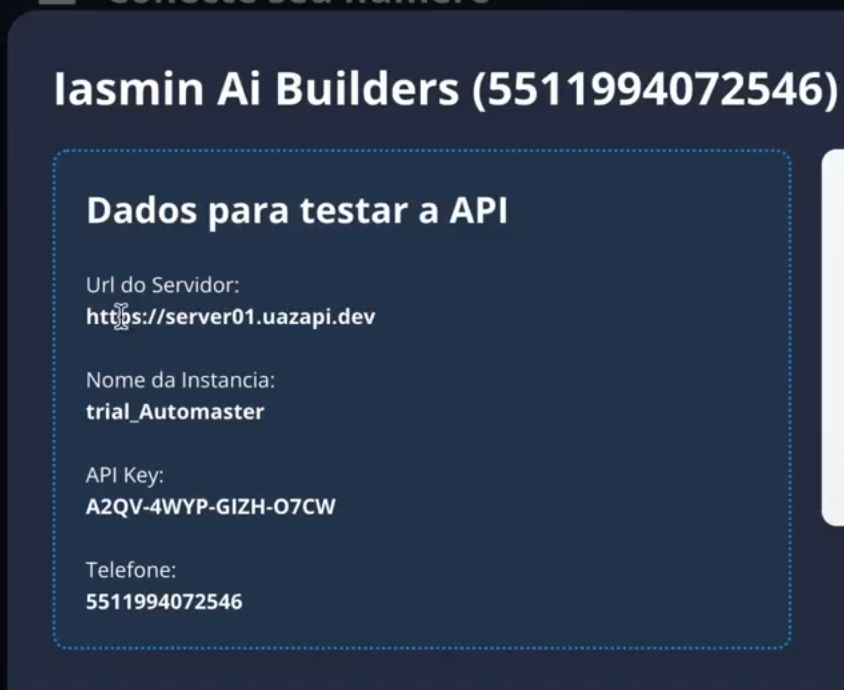 Iasmin Ai Builders (5511994072546)
Dados para testar a API
Url do Servidor:
https://server01.uazapi.dev
Nome da Instancia:
trial_Automaster
API Key:
A2QV-4WYP-GIZH-O7CW
Telefone:
5511994072546